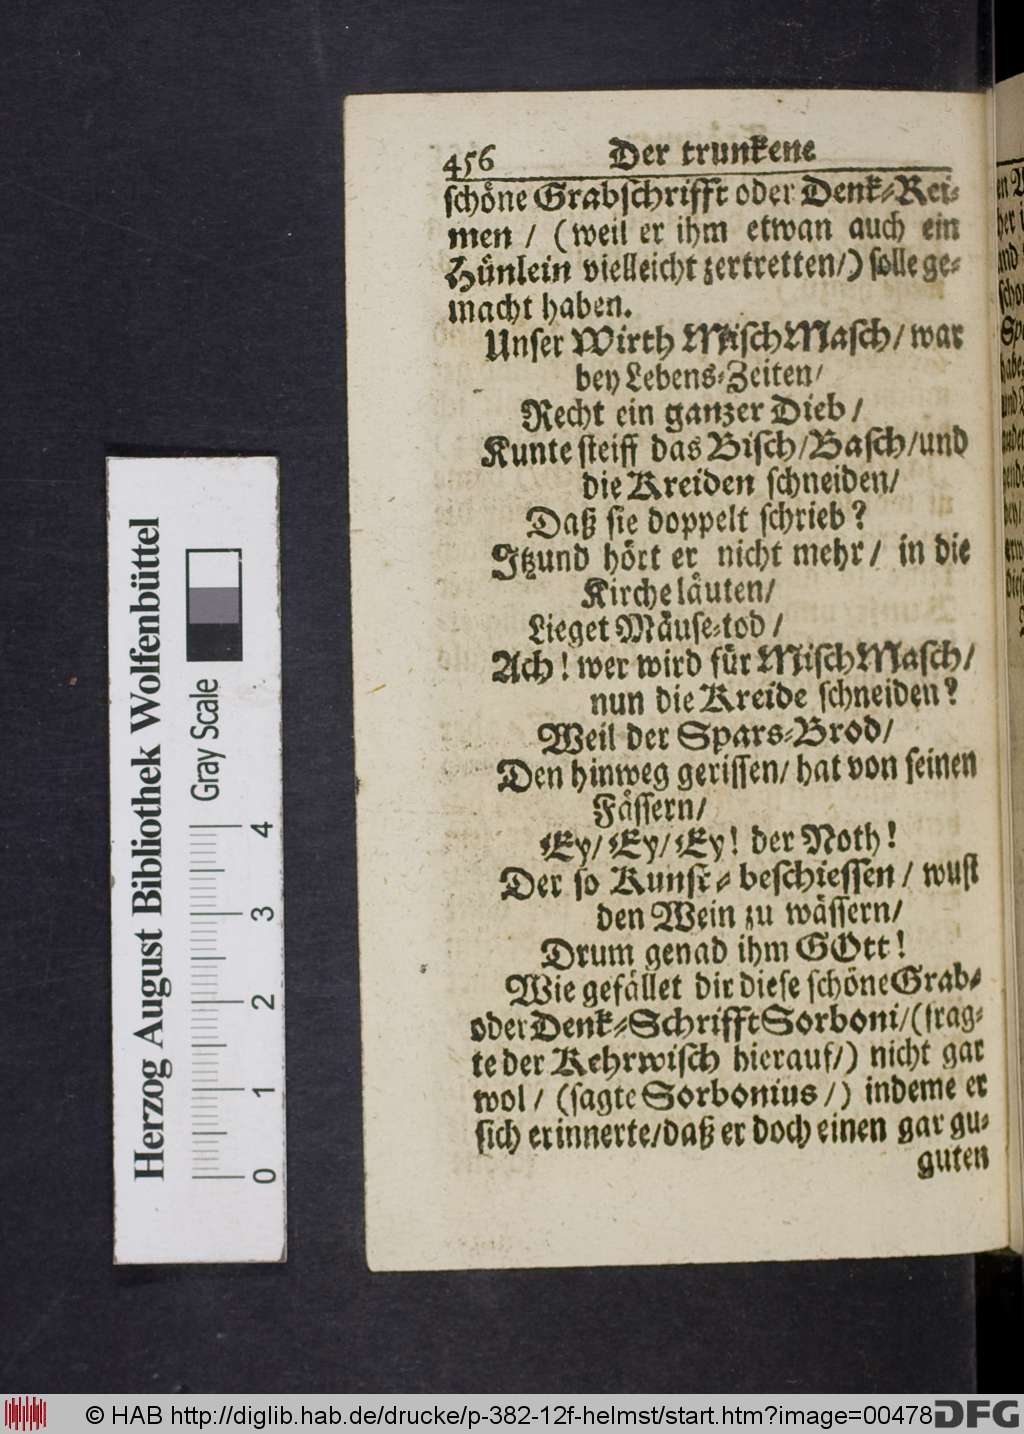 456 Der trunkene
schöne Grabschrifft oder Denk-Rei-
men / (weil er ihm etwan auch ein
Hünlein vielleicht zertretten/) solle ge-
macht haben.
Unser Wirth MischMasch/ war
bey Lebens-Zeiten/
Recht ein ganzer Dieb /
Kunte steiff das Bisch/Basch/und
die Kreiden schneiden/
Daß sie doppelt schrieb?
Itzund hört er nicht mehr / in die
Kirche läuten/
Lieget Mäuse-tod /
Ach! wer wird für MischMasch/
nun die Kreide schneiden?
Weil der Spars-Brod/
Den hinweg gerissen/ hat von seinen
Fässern/
Ey/ Ey/ Ey! der Noth!
Der so Kunst-beschiessen / wust
den Wein zu wässern/
Drum genad ihm GOtt!
Wie gefället dir diese schöne Grab-
oder Denk-Schrifft Sorboni/(frag-
te der Kehrwisch hierauf/) nicht gar
wol / (sagte Sorbonius /) indeme er
sich erinnerte/daß er doch einen gar gu-
guten
Herzog August Bibliothek Wolfenbüttel
Gray Scale
0 1 2 3 4
© HAB http://diglib.hab.de/drucke/p-382-12f-helmst/start.htm?image=00478
DFG